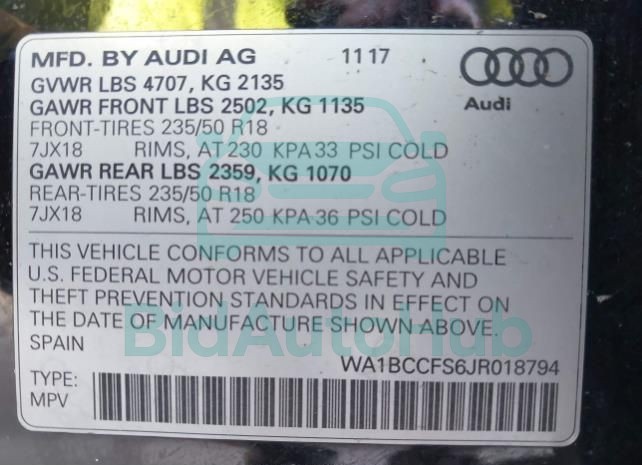 MFD. BY AUDI AG 11 17
GVWR LBS 4707, KG 2135
GAWR FRONT LBS 2502, KG 1135
FRONT-TIRES 235/50 R18
7JX18 RIMS, AT 230 KPA 33 PSI COLD
GAWR REAR LBS 2359, KG 1070
REAR-TIRES 235/50 R18
7JX18 RIMS, AT 250 KPA 36 PSI COLD
Audi
THIS VEHICLE CONFORMS TO ALL APPLICABLE
U.S. FEDERAL MOTOR VEHICLE SAFETY AND
THEFT PREVENTION STANDARDS IN EFFECT ON
THE DATE OF MANUFACTURE SHOWN ABOVE.
SPAIN
BidAutoHub
WA1BCCFS6JR018794
TYPE:
MPV